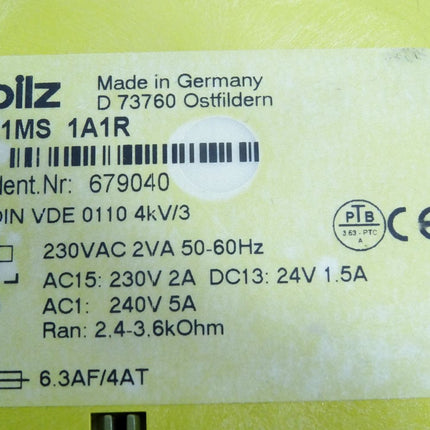 pilz Made in Germany
D 73760 Ostfildern
1MS 1A1R
dent.Nr: 679040
DIN VDE 0110 4kV/3
PTB
3.63 - PTC
A
CE
230VAC 2VA 50-60Hz
AC15: 230V 2A DC13: 24V 1.5A
AC1: 240V 5A
Ran: 2,4-3.6kOhm
6.3AF/4AT